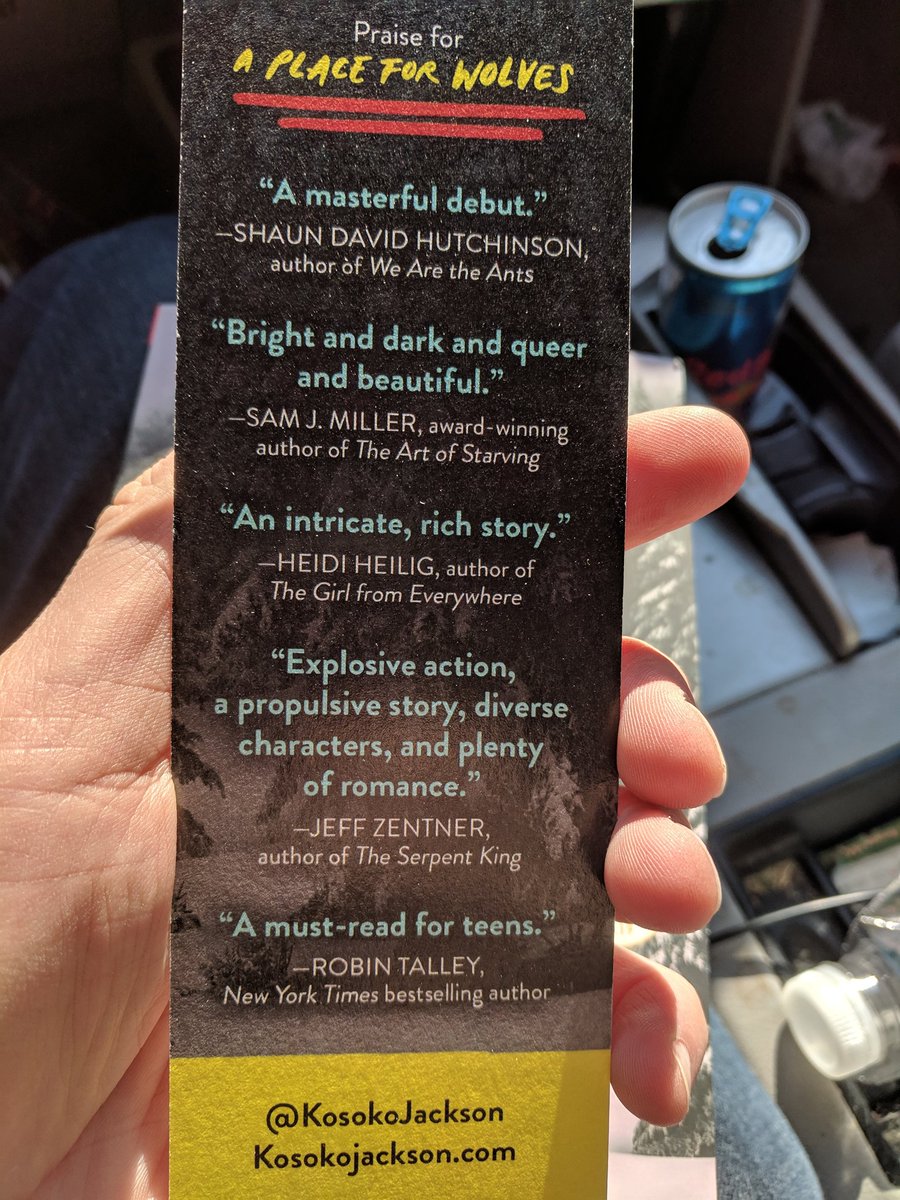 Praise for
A PLACE FOR WOLVES
“A masterful debut.”
—SHAUN DAVID HUTCHINSON,
author of We Are the Ants
“Bright and dark and queer
and beautiful.”
—SAM J. MILLER, award-winning
author of The Art of Starving
“An intricate, rich story.”
—HEIDI HEILIG, author of
The Girl from Everywhere
“Explosive action,
a propulsive story, diverse
characters, and plenty
of romance.”
—JEFF ZENTNER,
author of The Serpent King
“A must-read for teens.”
—ROBIN TALLEY,
New York Times bestselling author
@KosokoJackson
Kosokojackson.com